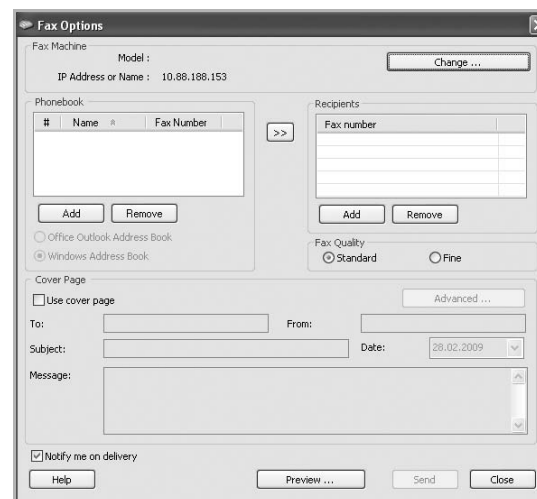 Fax Options
Fax Machine
Model :
Change ...
IP Address or Name : 10.88.188.153
Phonebook
Recipients
# Name Fax Number
Fax number
>>
Add Remove
Add Remove
Office Outlook Address Book
Windows Address Book
Fax Quality
Standard Fine
Cover Page
Use cover page
Advanced ...
To: From:
Subject: Date: 28.02.2009
Message:
Notify me on delivery
Help Preview ... Send Close